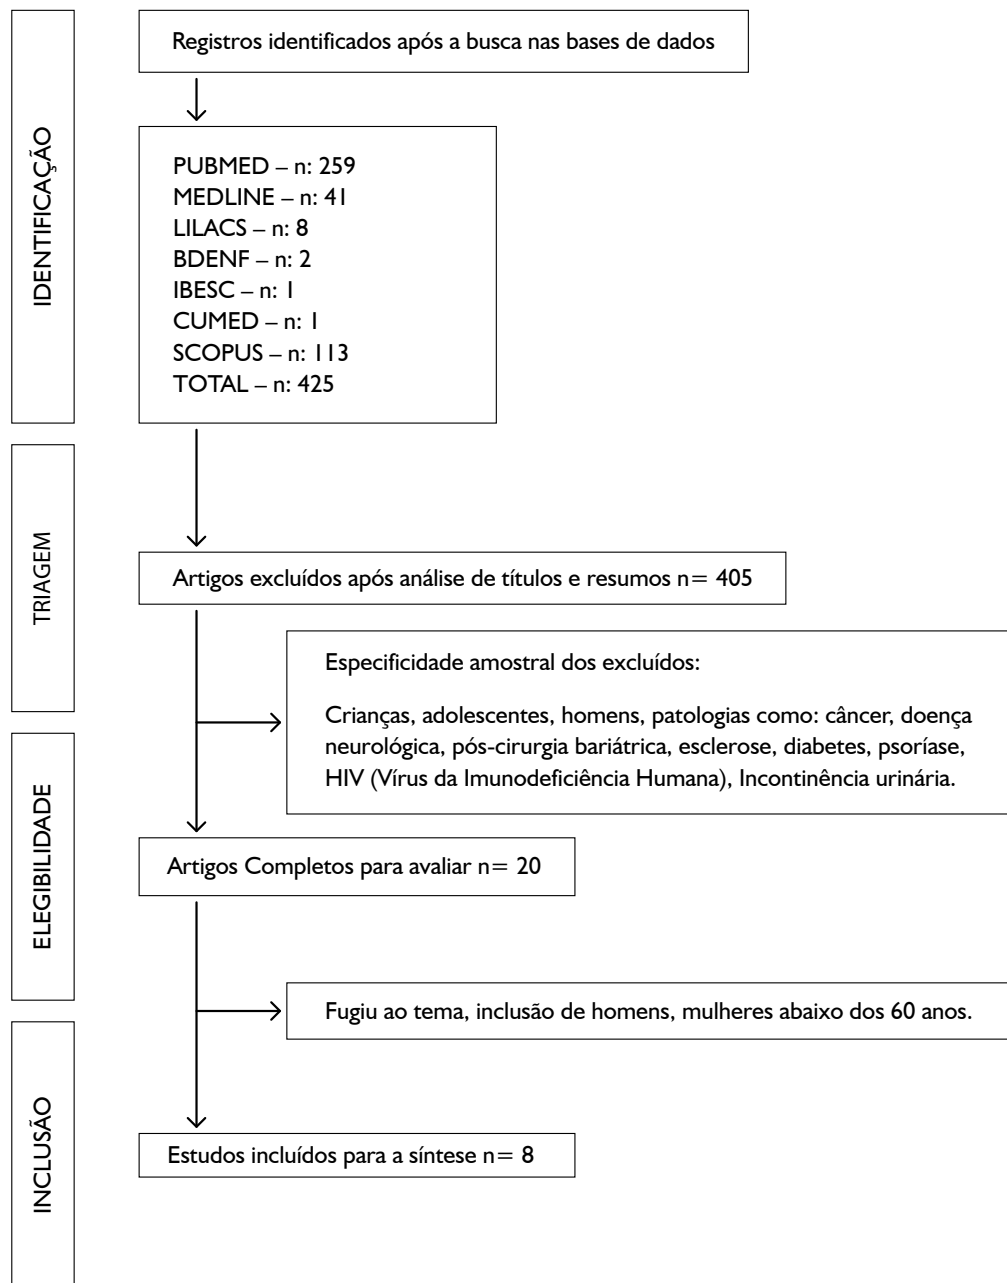 IDENTIFICAÇÃO
Registros identificados após a busca nas bases de dados
PUBMED – n: 259
MEDLINE – n: 41
LILACS – n: 8
BDENF – n: 2
IBESC – n: 1
CUMED – n: 1
SCOPUS – n: 113
TOTAL – n: 425
TRIAGEM
Artigos excluídos após análise de títulos e resumos n= 405
Especificidade amostral dos excluídos:
Crianças, adolescentes, homens, patologias como: câncer, doença
neurológica, pós-cirurgia bariátrica, esclerose, diabetes, psoríase,
HIV (Vírus da Imunodeficiência Humana), Incontinência urinária.
ELEGIBILIDADE
Artigos Completos para avaliar n= 20
Fugiu ao tema, inclusão de homens, mulheres abaixo dos 60 anos.
INCLUSÃO
Estudos incluídos para a síntese n= 8